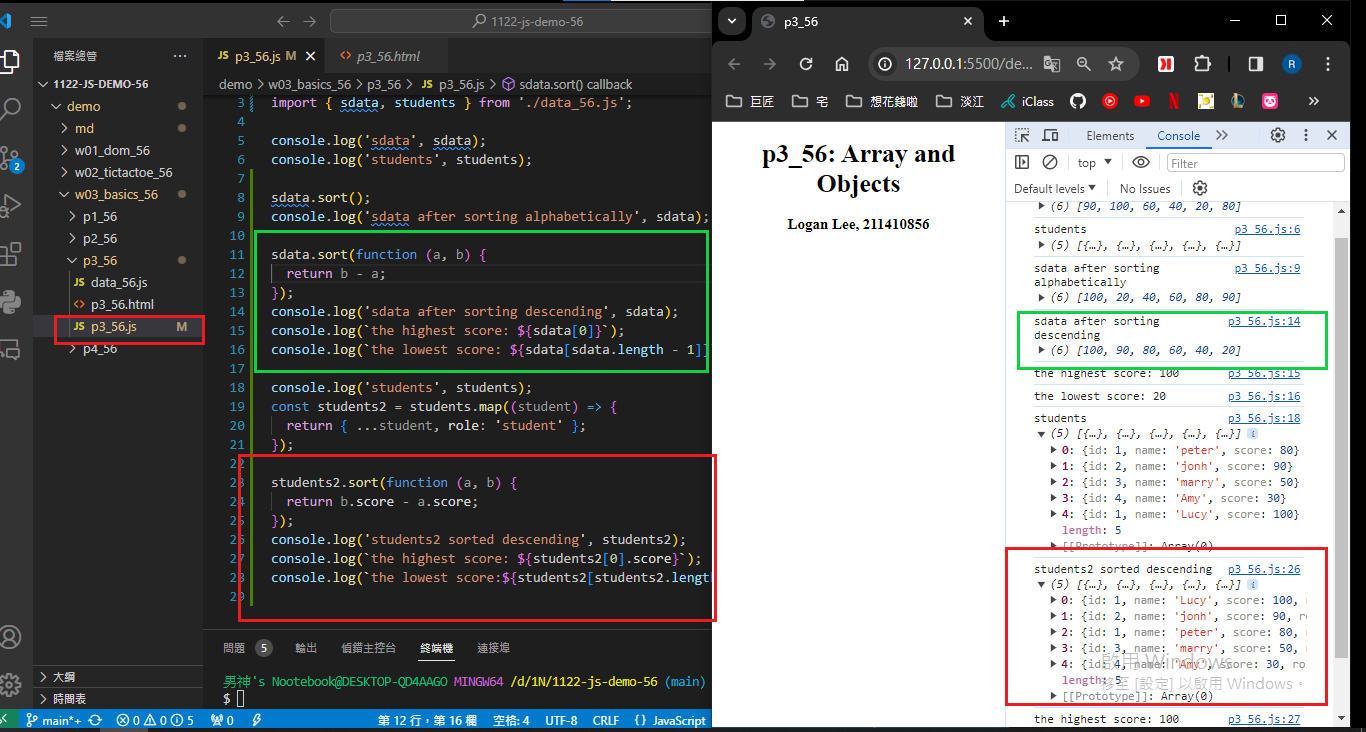 1122-js-demo-56
檔案總管
1122-JS-DEMO-56
demo
md
w01_dom_56
w02_tictactoe_56
w03_basics_56
p1_56
p2_56
p3_56
JS data_56.js
<> p3_56.html
JS p3_56.js M
p4_56
大綱
時間表
2
JS p3_56.js M
<> p3_56.html
demo > w03_basics_56 > p3_56 > JS p3_56.js > sdata.sort() callback
3 import { sdata, students } from './data_56.js';
4
5 console.log('sdata', sdata);
6 console.log('students', students);
7
8 sdata.sort();
9 console.log('sdata after sorting alphabetically', sdata);
10
11 sdata.sort(function (a, b) {
12 return b - a;
13 });
14 console.log('sdata after sorting descending', sdata);
15 console.log(`the highest score: ${sdata[0]}`);
16 console.log(`the lowest score: ${sdata[sdata.length - 1]}
17
18 console.log('students', students);
19 const students2 = students.map((student) => {
20 return { ...student, role: 'student' };
21 });
22
23 students2.sort(function (a, b) {
24 return b.score - a.score;
25 });
26 console.log('students2 sorted descending', students2);
27 console.log(`the highest score: ${students2[0].score}`);
28 console.log(`the lowest score:${students2[students2.length
29
問題 5 輸出 偵錯主控台 終端機 連接埠
男神's Nootebook@DESKTOP-QD4AAGO MINGW64 /d/1N/1122-js-demo-56 (main)
$
main*+ 0 0 5 0 第 12 行，第 16 欄 空格: 4 UTF-8 CRLF {} JavaScript
p3_56
127.0.0.1:5500/de...
R
巨匠 宅 想花錢啦 淡江 iClass
p3_56: Array and
Objects
Logan Lee, 211410856
Elements Console
top Filter
Default levels No Issues
(6) [90, 100, 60, 40, 20, 80]
students p3_56.js:6
(5) [{…}, {…}, {…}, {…}, {…}]
sdata after sorting p3_56.js:9
alphabetically
(6) [100, 20, 40, 60, 80, 90]
sdata after sorting p3_56.js:14
descending
(6) [100, 90, 80, 60, 40, 20]
the highest score: 100 p3_56.js:15
the lowest score: 20 p3_56.js:16
students p3_56.js:18
(5) [{…}, {…}, {…}, {…}, {…}] i
0: {id: 1, name: 'peter', score: 80}
1: {id: 2, name: 'jonh', score: 90}
2: {id: 3, name: 'marry', score: 50}
3: {id: 4, name: 'Amy', score: 30}
4: {id: 1, name: 'Lucy', score: 100}
length: 5
[[Prototype]]: Array(0)
students2 sorted descending p3_56.js:26
(5) [{…}, {…}, {…}, {…}, {…}] i
0: {id: 1, name: 'Lucy', score: 100,
1: {id: 2, name: 'jonh', score: 90, ro
2: {id: 1, name: 'peter', score: 80,
3: {id: 3, name: 'marry', score: 50,
4: {id: 4, name: 'Amy', score: 30, ro
length: 5
[[Prototype]]: Array(0)
the highest score: 100 p3_56.js:27
啟用 Windows
移至 [設定] 以啟用 Windows。